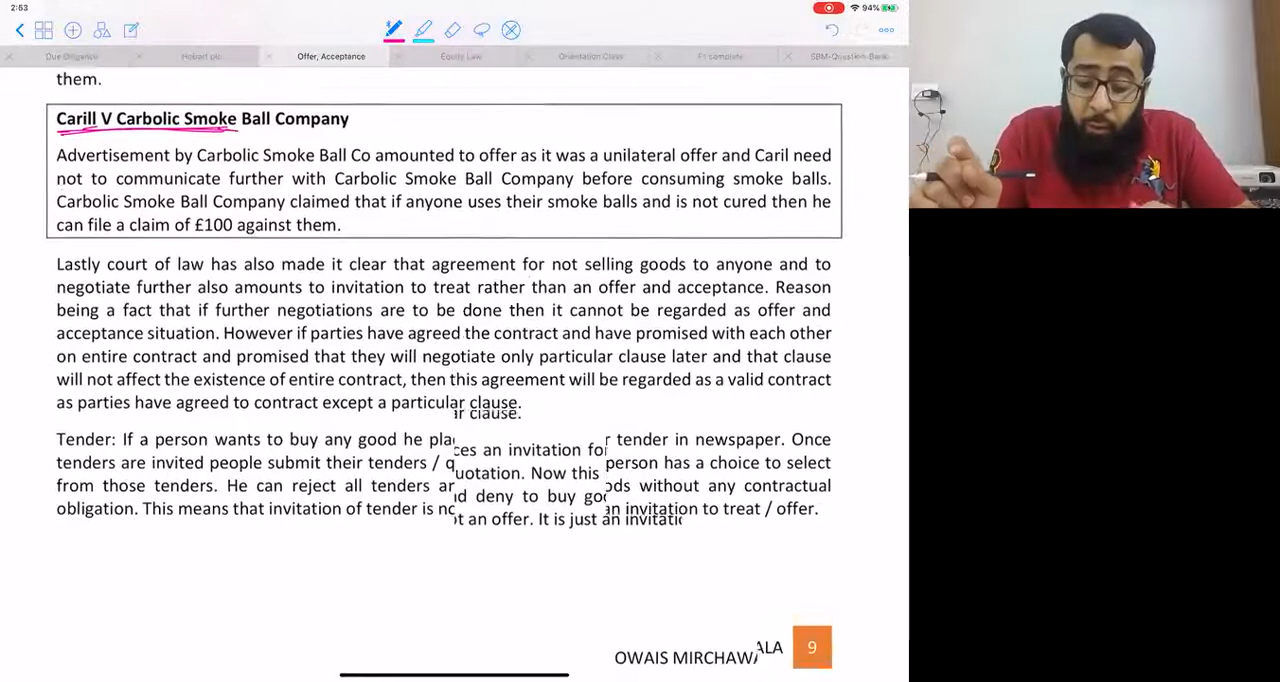 2:53
94%
Due Diligence
Hobart plc
Offer, Acceptance
Equity Law
Orientation Class
F1 complete
SBM-Question-Bank
them.
Carill V Carbolic Smoke Ball Company
Advertisement by Carbolic Smoke Ball Co amounted to offer as it was a unilateral offer and Caril need
not to communicate further with Carbolic Smoke Ball Company before consuming smoke balls.
Carbolic Smoke Ball Company claimed that if anyone uses their smoke balls and is not cured then he
can file a claim of £100 against them.
Lastly court of law has also made it clear that agreement for not selling goods to anyone and to
negotiate further also amounts to invitation to treat rather than an offer and acceptance. Reason
being a fact that if further negotiations are to be done then it cannot be regarded as offer and
acceptance situation. However if parties have agreed the contract and have promised with each other
on entire contract and promised that they will negotiate only particular clause later and that clause
will not affect the existence of entire contract, then this agreement will be regarded as a valid contract
as parties have agreed to contract except a particular clause.
Tender: If a person wants to buy any good he places an invitation for tender in newspaper. Once
tenders are invited people submit their tenders / quotation. Now this person has a choice to select
from those tenders. He can reject all tenders and deny to buy goods without any contractual
obligation. This means that invitation of tender is not an offer. It is just an invitation to treat / offer.
OWAIS MIRCHAWALA
9